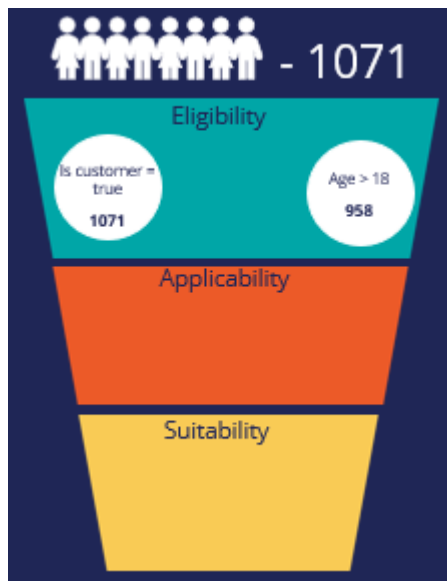 - 1071
Eligibility
Is customer =
true
1071
Age > 18
958
Applicability
Suitability